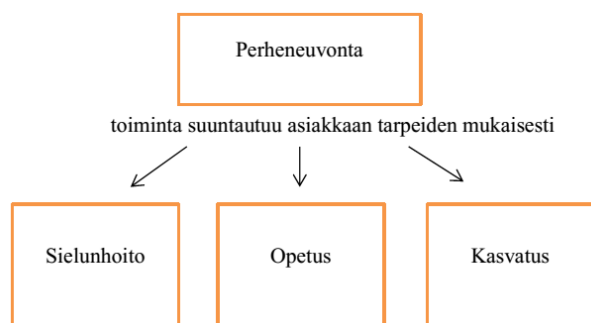 Perheneuvonta
toiminta suuntautuu asiakkaan tarpeiden mukaisesti
Sielunhoito
Opetus
Kasvatus